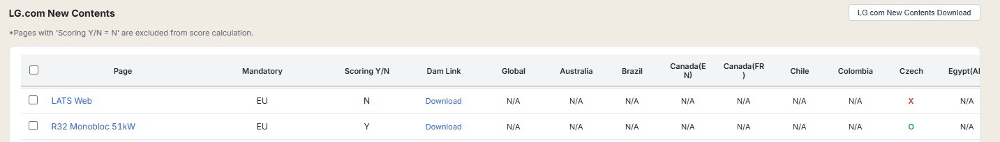 LG.com New Contents
LG.com New Contents Download
*Pages with 'Scoring Y/N = N' are excluded from score calculation.
Page Mandatory Scoring Y/N Dam Link Global Australia Brazil Canada(E Canada(FR Chile Colombia Czech Egypt(A
N) )
LATS Web EU N Download N/A N/A N/A N/A N/A N/A N/A X N/A
R32 Monobloc 51kW EU Y Download N/A N/A N/A N/A N/A N/A N/A O N/A